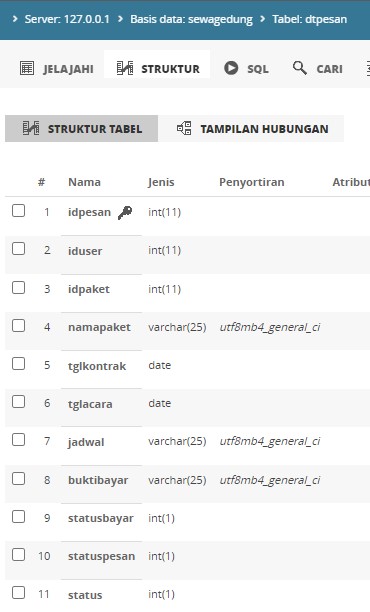 Server: 127.0.0.1 Basis data: sewagedung Tabel: dtpesan
JELAJAHI STRUKTUR SQL CARI
STRUKTUR TABEL TAMPILAN HUBUNGAN
# Nama Jenis Penyortiran Atribut
1 idpesan int(11)
2 iduser int(11)
3 idpaket int(11)
4 namapaket varchar(25) utf8mb4_general_ci
5 tglkontrak date
6 tglacara date
7 jadwal varchar(25) utf8mb4_general_ci
8 buktibayar varchar(25) utf8mb4_general_ci
9 statusbayar int(1)
10 statuspesan int(1)
11 status int(1)